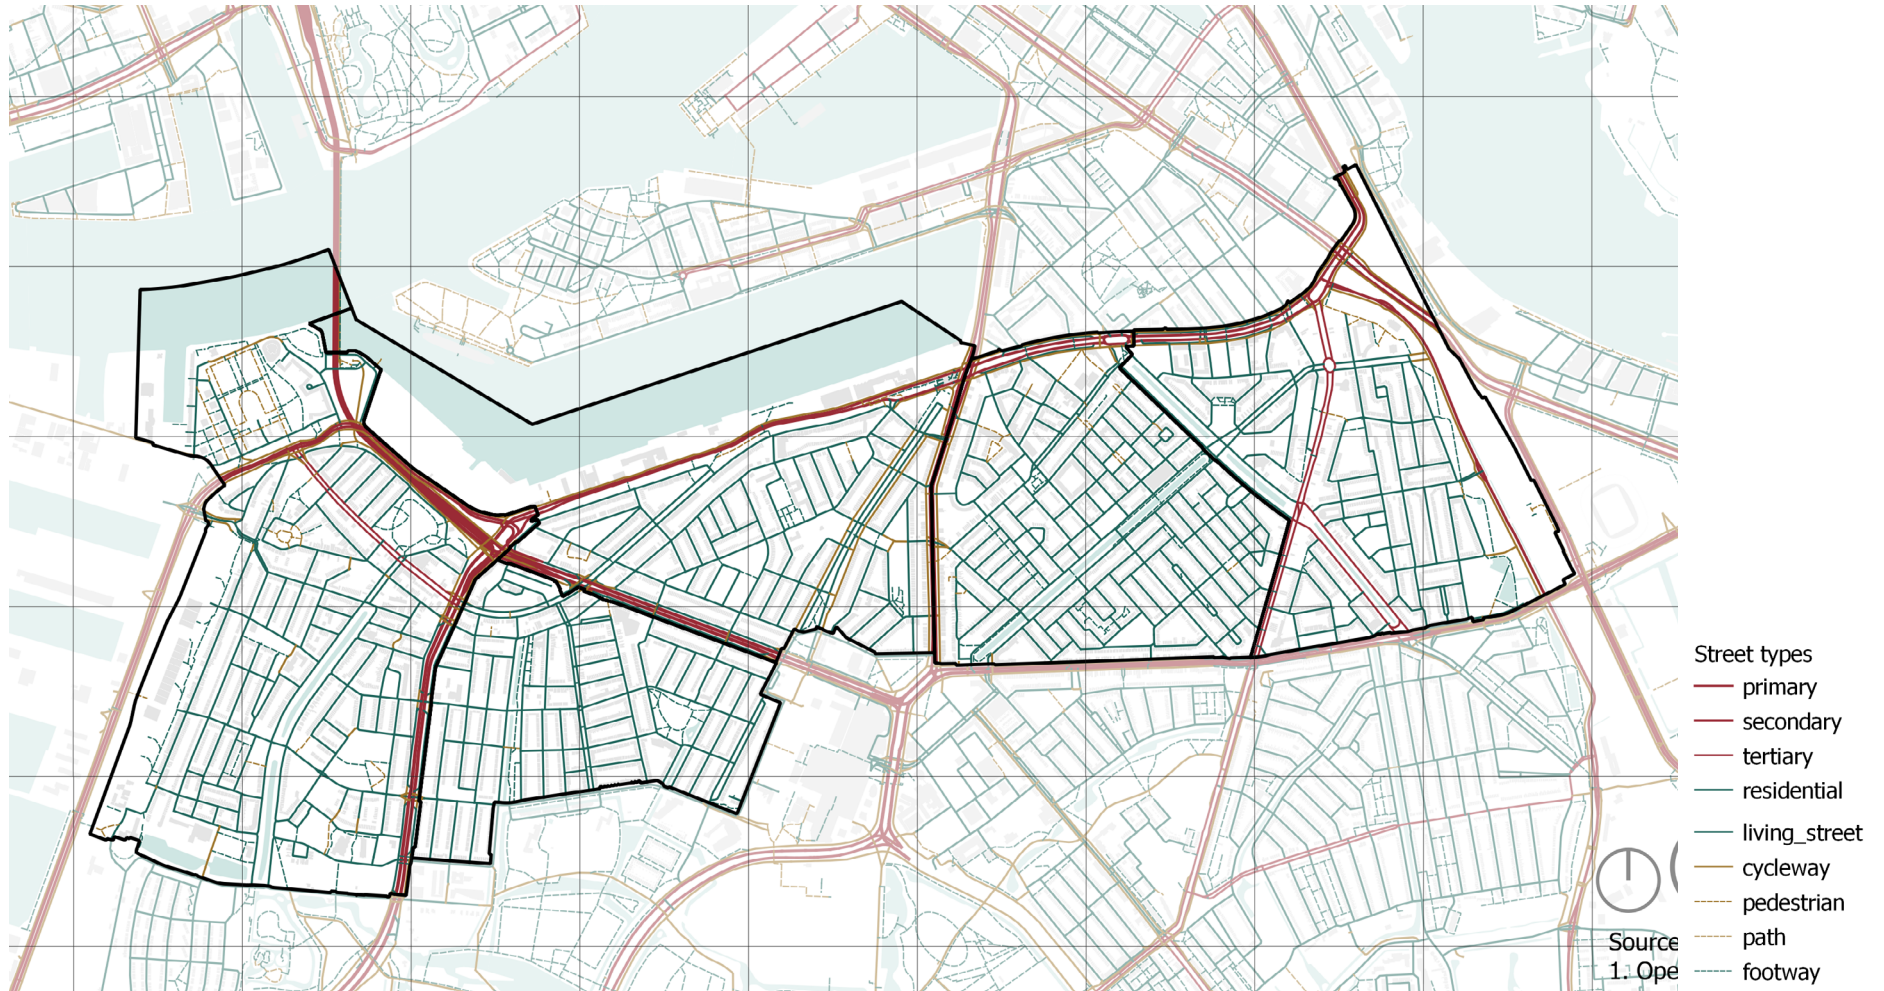 Street types
primary
secondary
tertiary
residential
living_street
cycleway
pedestrian
path
footway
Source
1. Ope